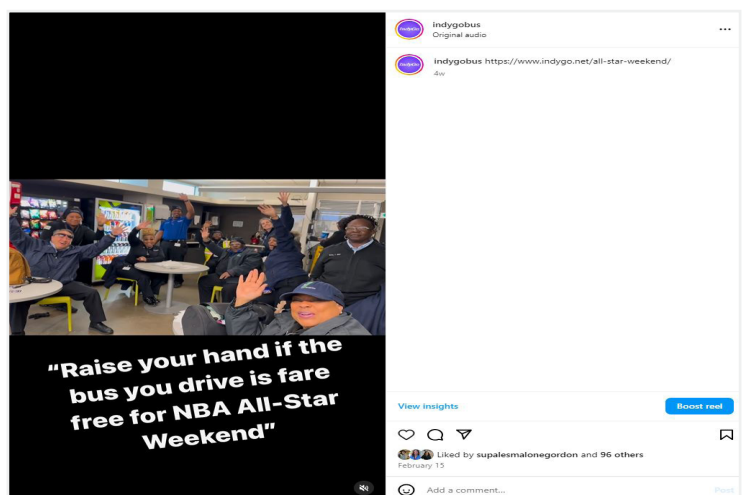 indygobus
Original audio
indygobus https://www.indygo.net/all-star-weekend/
4w
"Raise your hand if the
bus you drive is fare
free for NBA All-Star
Weekend"
View insights
Boost reel
Liked by supalesmalonegordon and 96 others
February 15
Add a comment...
Post